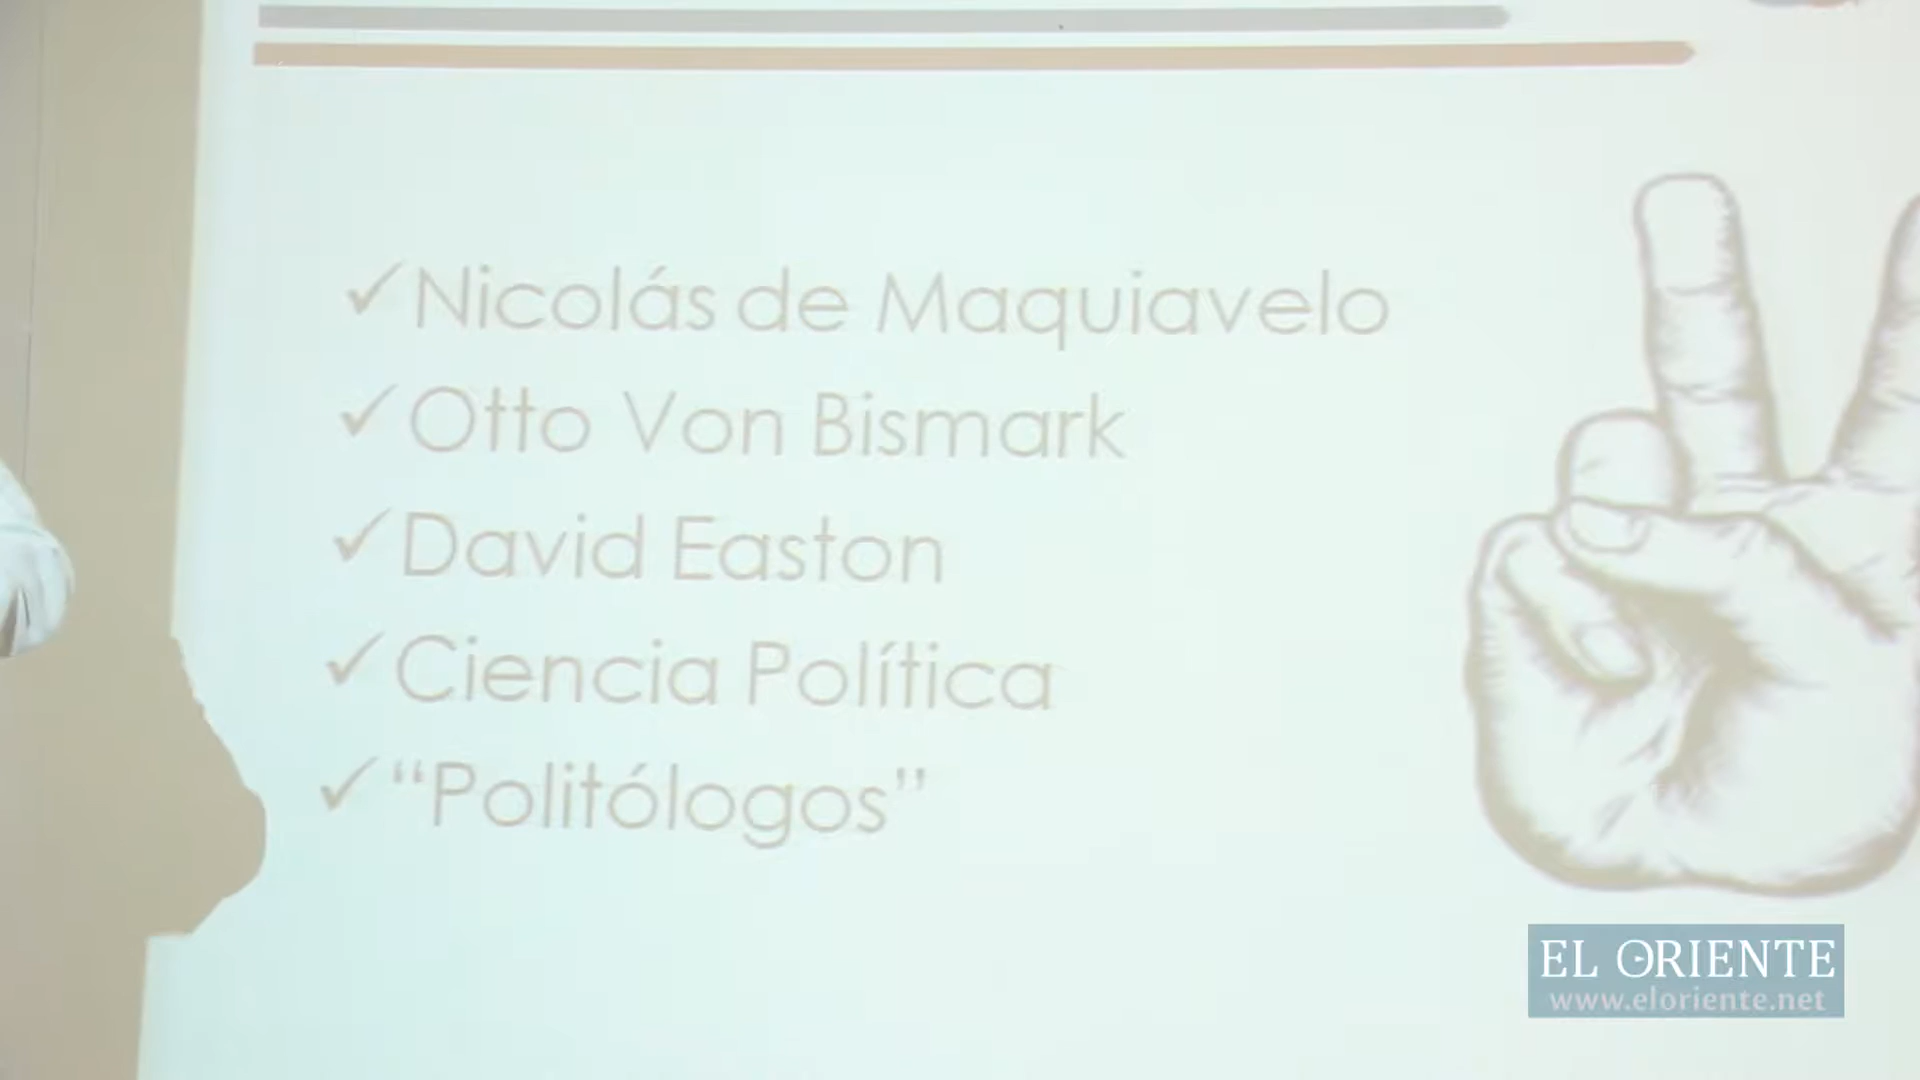 Nicolás de Maquiavelo
Otto Von Bismark
David Easton
Ciencia Política
“Politólogos”
EL ORIENTE
www.eloriente.net